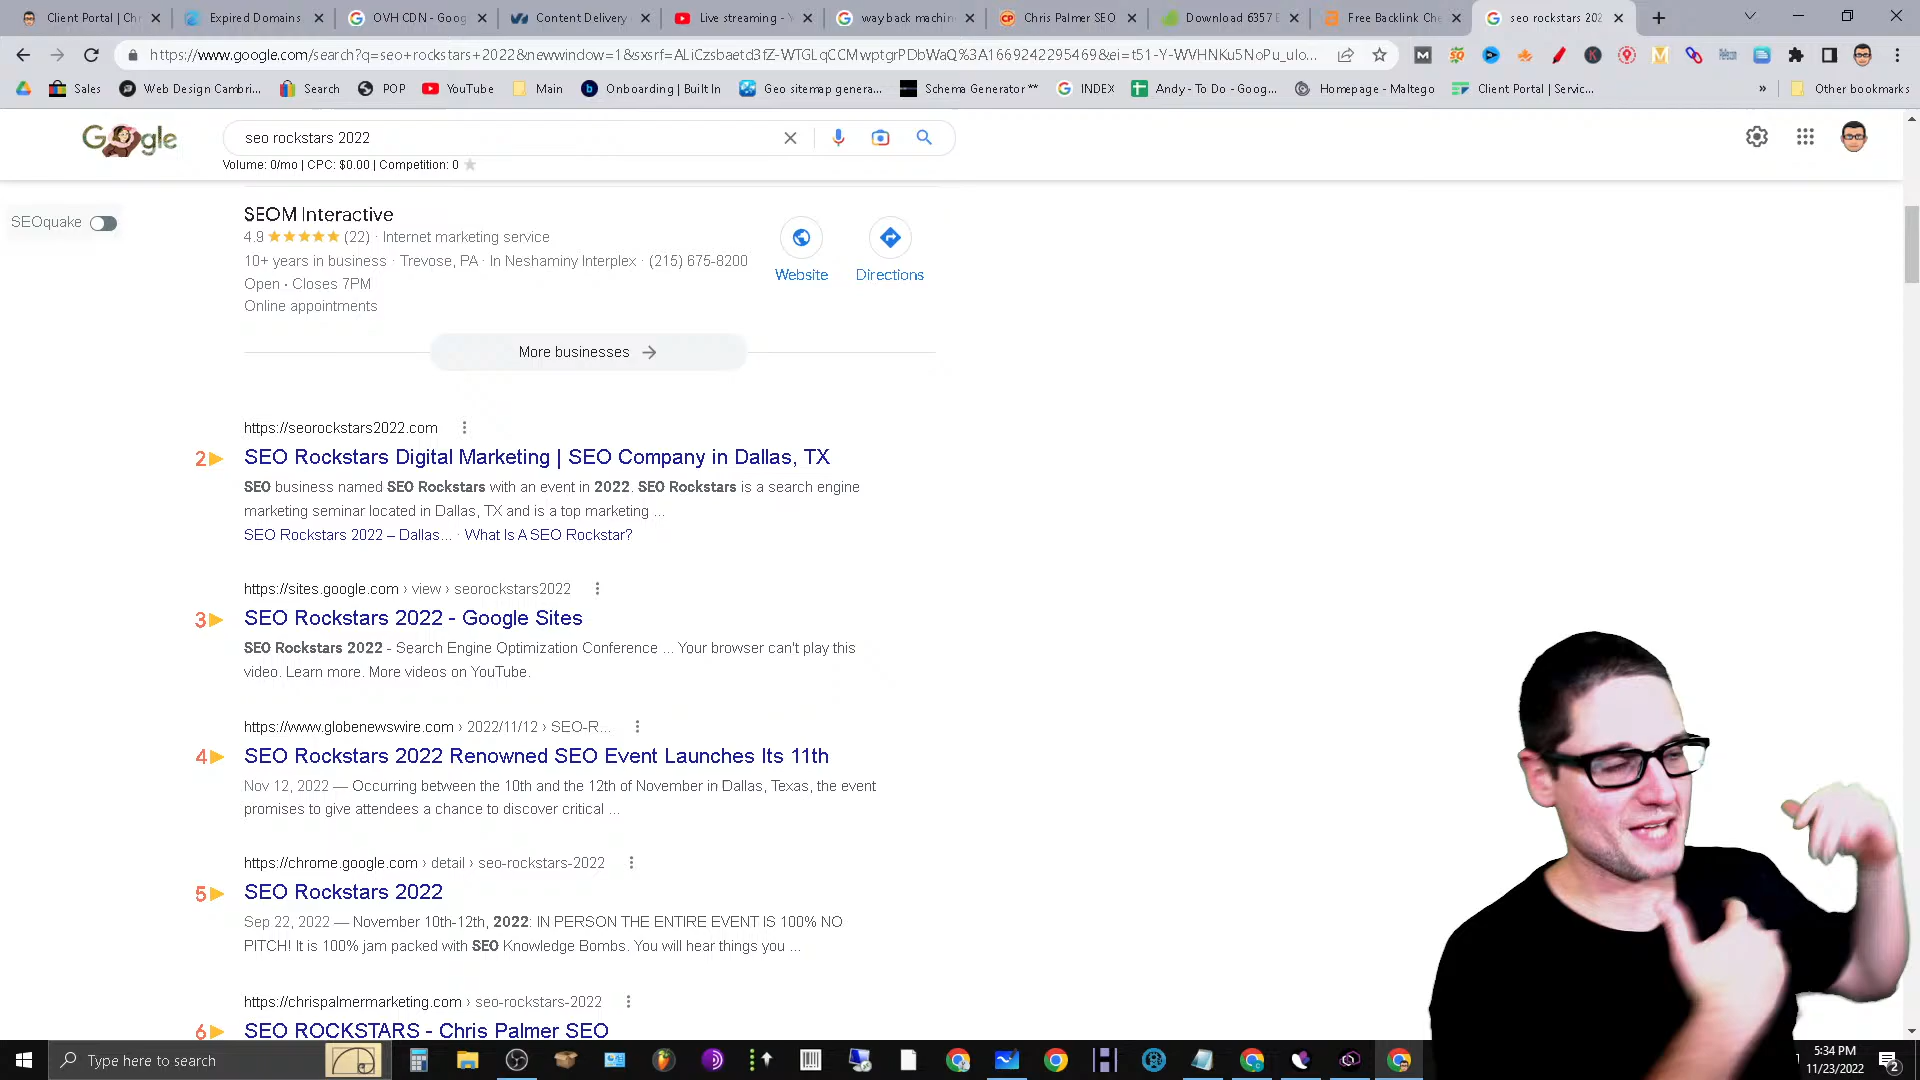 Client Portal | Chr
Expired Domains
OVH CDN - Goog
Content Delivery
Live streaming - Y
way back machin
Chris Palmer SEO
Download 6357 E
Free Backlink Che
seo rockstars 202
https://www.google.com/search?q=seo+rockstars+2022&newwindow=1&sxsrf=ALiCzsbaetd3fZ-WTGLqCCMwptgrPDbWaQ%3A1669242295469&ei=t51-Y-WVHNKu5NoPu_ulo...
Sales
Web Design Cambri...
Search
POP
YouTube
Main
Onboarding | Built In
Geo sitemap genera...
Schema Generator **
INDEX
Andy - To Do - Goog...
Homepage - Maltego
Client Portal | Servic...
»
Other bookmarks
Google
seo rockstars 2022
Volume: 0/mo | CPC: $0.00 | Competition: 0
SEOquake
SEOM Interactive
4.9 ★★★★★ (22) · Internet marketing service
10+ years in business · Trevose, PA · In Neshaminy Interplex · (215) 675-8200
Open · Closes 7PM
Online appointments
Website
Directions
More businesses →
https://seorockstars2022.com
2 SEO Rockstars Digital Marketing | SEO Company in Dallas, TX
SEO business named SEO Rockstars with an event in 2022. SEO Rockstars is a search engine
marketing seminar located in Dallas, TX and is a top marketing ...
SEO Rockstars 2022 – Dallas... · What Is A SEO Rockstar?
https://sites.google.com › view › seorockstars2022
3 SEO Rockstars 2022 - Google Sites
SEO Rockstars 2022 - Search Engine Optimization Conference ... Your browser can't play this
video. Learn more. More videos on YouTube.
https://www.globenewswire.com › 2022/11/12 › SEO-R...
4 SEO Rockstars 2022 Renowned SEO Event Launches Its 11th
Nov 12, 2022 — Occurring between the 10th and the 12th of November in Dallas, Texas, the event
promises to give attendees a chance to discover critical ...
https://chrome.google.com › detail › seo-rockstars-2022
5 SEO Rockstars 2022
Sep 22, 2022 — November 10th-12th, 2022: IN PERSON THE ENTIRE EVENT IS 100% NO
PITCH! It is 100% jam packed with SEO Knowledge Bombs. You will hear things you ...
https://chrispalmermarketing.com › seo-rockstars-2022
6 SEO ROCKSTARS - Chris Palmer SEO
Type here to search
5:34 PM
11/23/2022
2